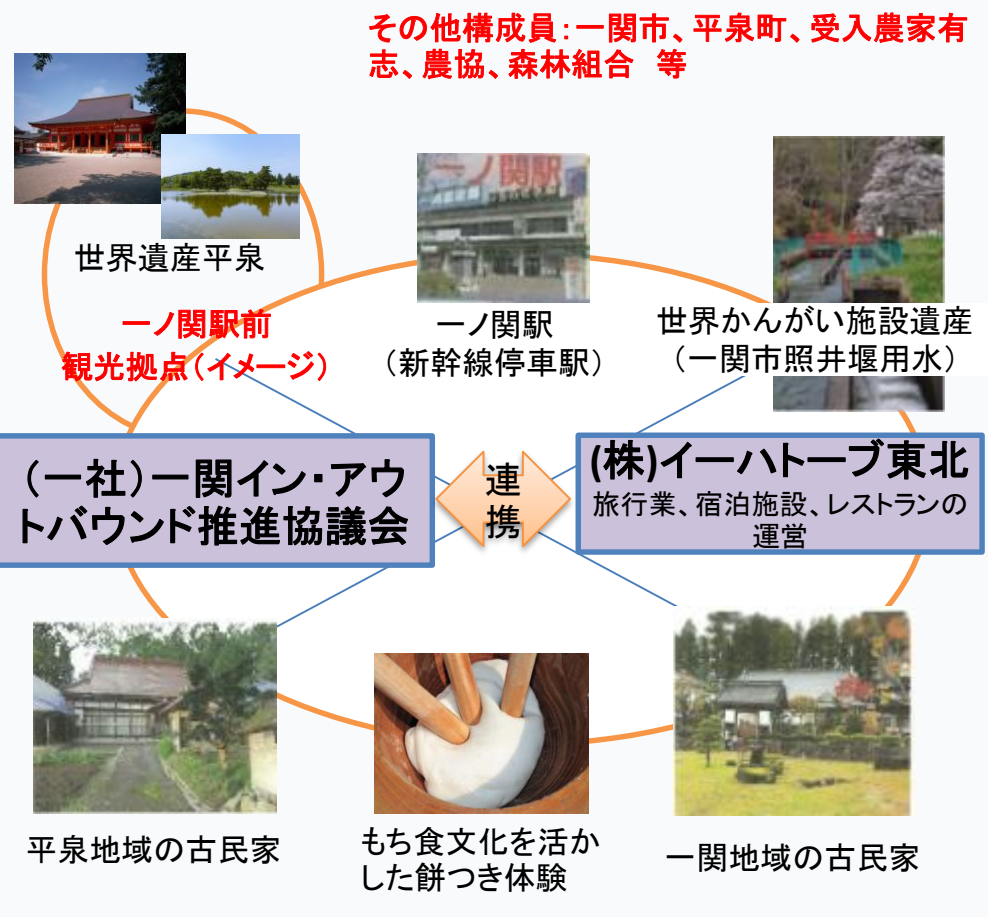 その他構成員：一関市、平泉町、受入農家有
志、農協、森林組合　等
世界遺産平泉
一ノ関駅
一ノ関駅前
観光拠点（イメージ）
一ノ関駅
（新幹線停車駅）
世界かんがい施設遺産
（一関市照井堰用水）
（一社）一関イン・アウ
トバウンド推進協議会
連
携
(株)イーハトーブ東北
旅行業、宿泊施設、レストランの
運営
平泉地域の古民家
もち食文化を活か
した餅つき体験
一関地域の古民家